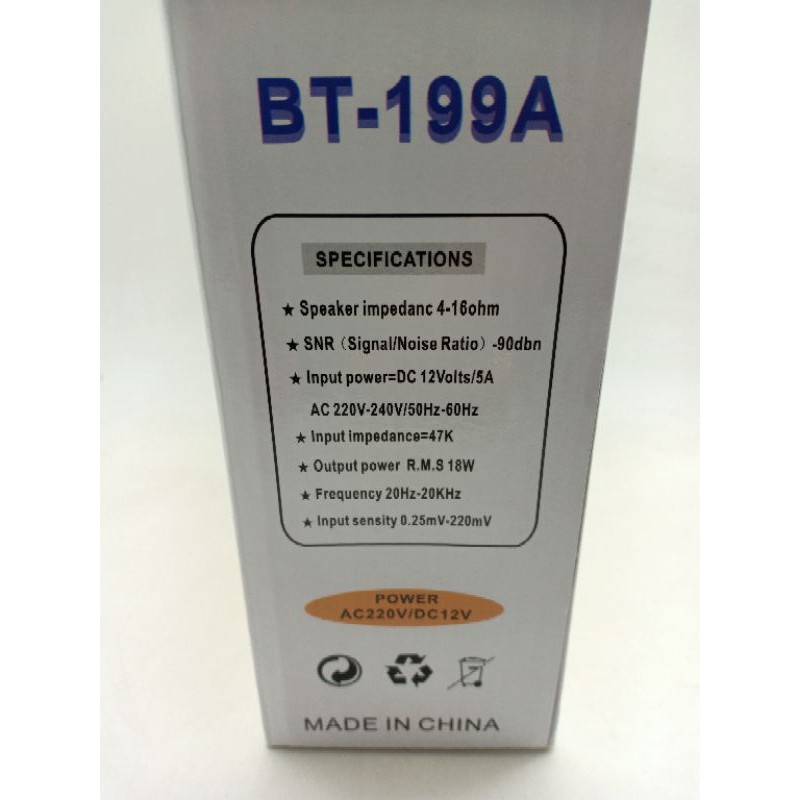 BT-199A
SPECIFICATIONS
★ Speaker impedanc 4-16ohm
★ SNR（Signal/Noise Ratio）-90dbn
★ Input power=DC 12Volts/5A
AC 220V-240V/50Hz-60Hz
★ Input impedance=47K
★ Output power R.M.S 18W
★ Frequency 20Hz-20KHz
★ Input sensity 0.25mV-220mV
POWER
AC220V/DC12V
MADE IN CHINA